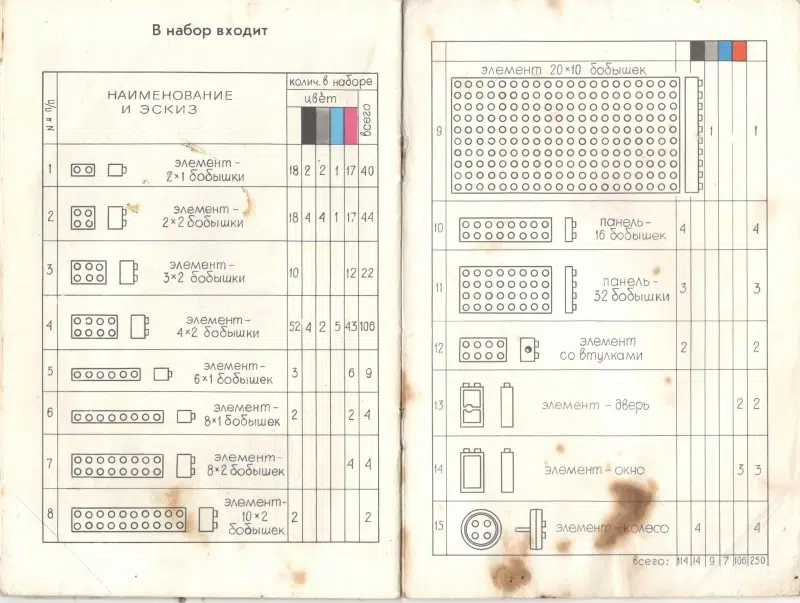 В набор входит
№ п/п
НАИМЕНОВАНИЕ
И ЭСКИЗ
колич. в наборе
цвет
всего
1 элемент-
2×1 бобышки 18 2 2 1 17 40
2 элемент-
2×2 бобышки 18 4 4 1 17 44
3 элемент-
3×2 бобышки 10 12 22
4 элемент-
4×2 бобышки 52 4 2 5 43 106
5 элемент-
6×1 бобышек 3 6 9
6 элемент-
8×1 бобышек 2 2 4
7 элемент-
8×2 бобышек 4 4
8 элемент-
10×2
бобышек 2 2
элемент 20×10 бобышек
9 1 1
10 панель-
16 бобышек 4 4
11 панель-
32 бобышки 3 3
12 элемент
со втулками 2 2
13 элемент - дверь 2 2
14 элемент - окно 3 3
15 элемент - колесо 4 4
всего: 114 14 9 7 106 250